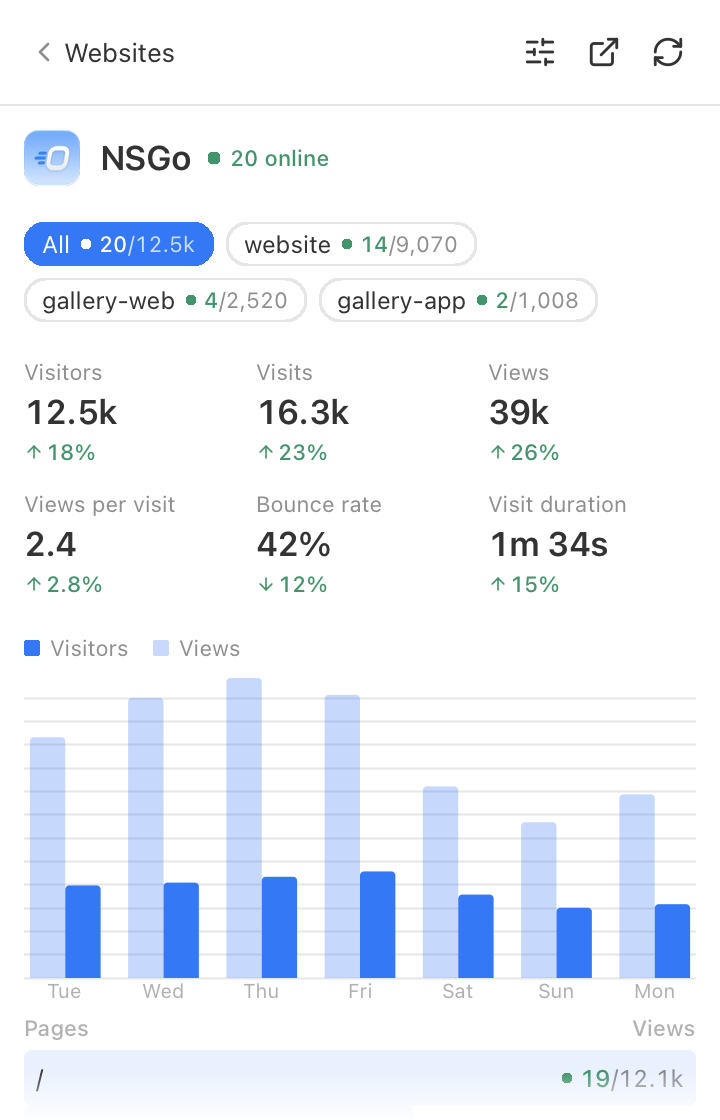 Websites
NSGo 20 online
All 20/12.5k website 14/9,070
gallery-web 4/2,520 gallery-app 2/1,008
Visitors Visits Views
12.5k 16.3k 39k
↑ 18% ↑ 23% ↑ 26%
Views per visit Bounce rate Visit duration
2.4 42% 1m 34s
↑ 2.8% ↓ 12% ↑ 15%
Visitors Views
Tue Wed Thu Fri Sat Sun Mon
Pages Views
/ 19/12.1k